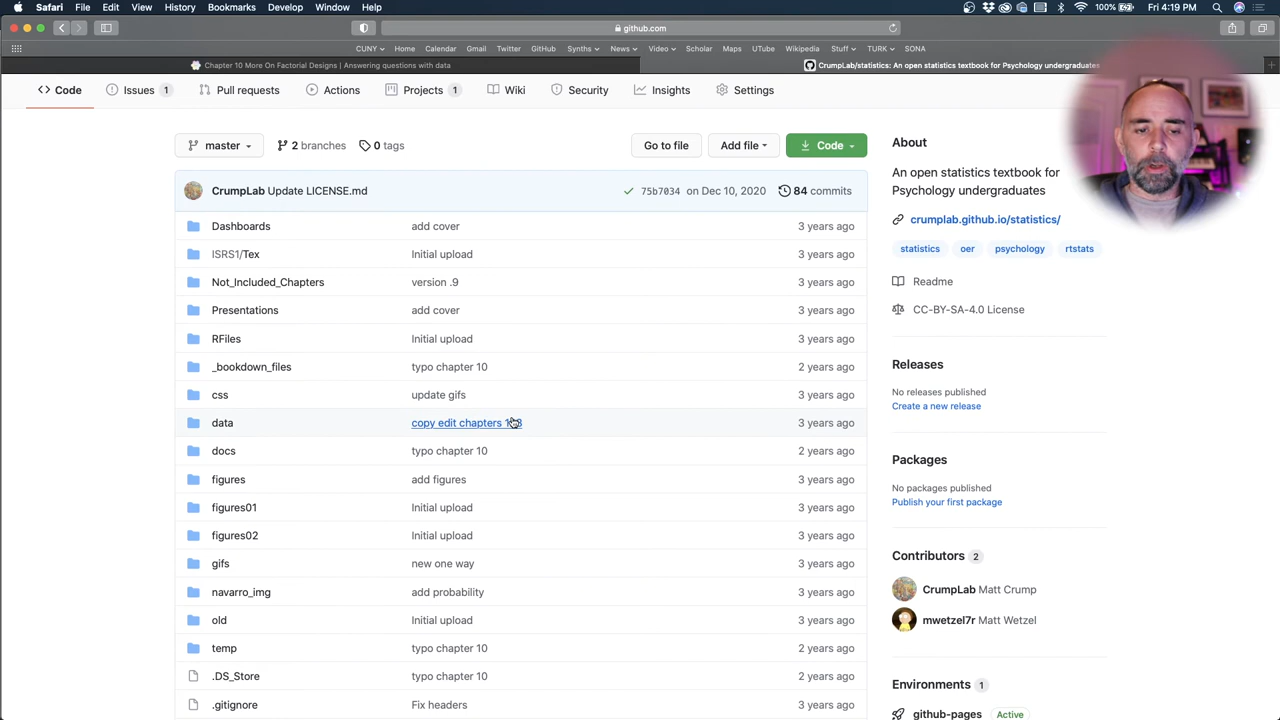 Safari File Edit View History Bookmarks Develop Window Help
100% Fri 4:19 PM
github.com
CUNY Home Calendar Gmail Twitter GitHub Synths News Video Scholar Maps UTube Wikipedia Stuff TURK SONA
Chapter 10 More On Factorial Designs | Answering questions with data
CrumpLab/statistics: An open statistics textbook for Psychology undergraduates
Code Issues 1 Pull requests Actions Projects 1 Wiki Security Insights Settings
master 2 branches 0 tags Go to file Add file Code
CrumpLab Update LICENSE.md 75b7034 on Dec 10, 2020 84 commits
Dashboards add cover 3 years ago
ISRS1/Tex Initial upload 3 years ago
Not_Included_Chapters version .9 3 years ago
Presentations add cover 3 years ago
RFiles Initial upload 3 years ago
_bookdown_files typo chapter 10 2 years ago
css update gifs 3 years ago
data copy edit chapters 3 years ago
docs typo chapter 10 2 years ago
figures add figures 3 years ago
figures01 Initial upload 3 years ago
figures02 Initial upload 3 years ago
gifs new one way 3 years ago
navarro_img add probability 3 years ago
old Initial upload 3 years ago
temp typo chapter 10 2 years ago
.DS_Store typo chapter 10 2 years ago
.gitignore Fix headers 3 years ago
About
An open statistics textbook for
Psychology undergraduates
crumplab.github.io/statistics/
statistics oer psychology rtstats
Readme
CC-BY-SA-4.0 License
Releases
No releases published
Create a new release
Packages
No packages published
Publish your first package
Contributors 2
CrumpLab Matt Crump
mwetzel7r Matt Wetzel
Environments 1
github-pages Active